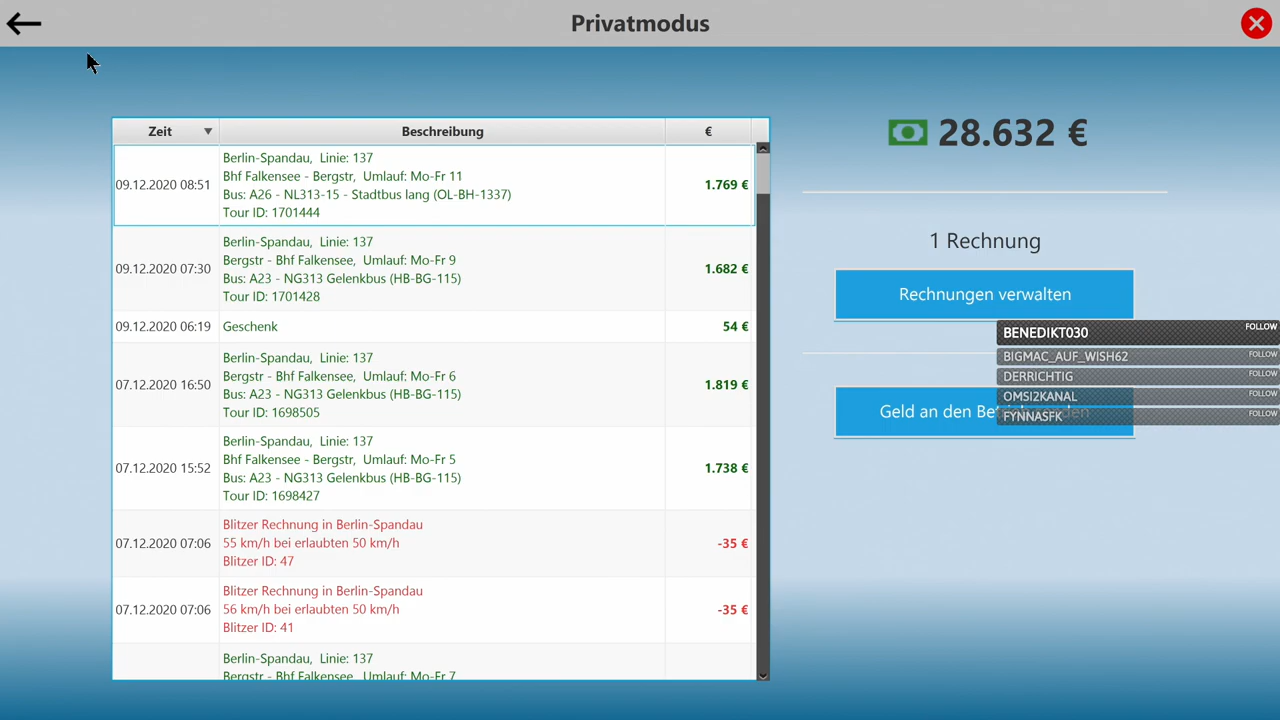 Privatmodus
Zeit
Beschreibung
€
09.12.2020 08:51
Berlin-Spandau, Linie: 137
Bhf Falkensee - Bergstr, Umlauf: Mo-Fr 11
Bus: A26 - NL313-15 - Stadtbus lang (OL-BH-1337)
Tour ID: 1701444
1.769 €
09.12.2020 07:30
Berlin-Spandau, Linie: 137
Bergstr - Bhf Falkensee, Umlauf: Mo-Fr 9
Bus: A23 - NG313 Gelenkbus (HB-BG-115)
Tour ID: 1701428
1.682 €
09.12.2020 06:19
Geschenk
54 €
07.12.2020 16:50
Berlin-Spandau, Linie: 137
Bergstr - Bhf Falkensee, Umlauf: Mo-Fr 6
Bus: A23 - NG313 Gelenkbus (HB-BG-115)
Tour ID: 1698505
1.819 €
07.12.2020 15:52
Berlin-Spandau, Linie: 137
Bhf Falkensee - Bergstr, Umlauf: Mo-Fr 5
Bus: A23 - NG313 Gelenkbus (HB-BG-115)
Tour ID: 1698427
1.738 €
07.12.2020 07:06
Blitzer Rechnung in Berlin-Spandau
55 km/h bei erlaubten 50 km/h
Blitzer ID: 47
-35 €
07.12.2020 07:06
Blitzer Rechnung in Berlin-Spandau
56 km/h bei erlaubten 50 km/h
Blitzer ID: 41
-35 €
Berlin-Spandau, Linie: 137
Bergstr - Bhf Falkensee, Umlauf: Mo-Fr 7
28.632 €
1 Rechnung
Rechnungen verwalten
BENEDIKT030 FOLLOW
BIGMAC_AUF_WISH62 FOLLOW
DERRICHTIG FOLLOW
OMSI2KANAL FOLLOW
FYNNASFK FOLLOW
Geld an den